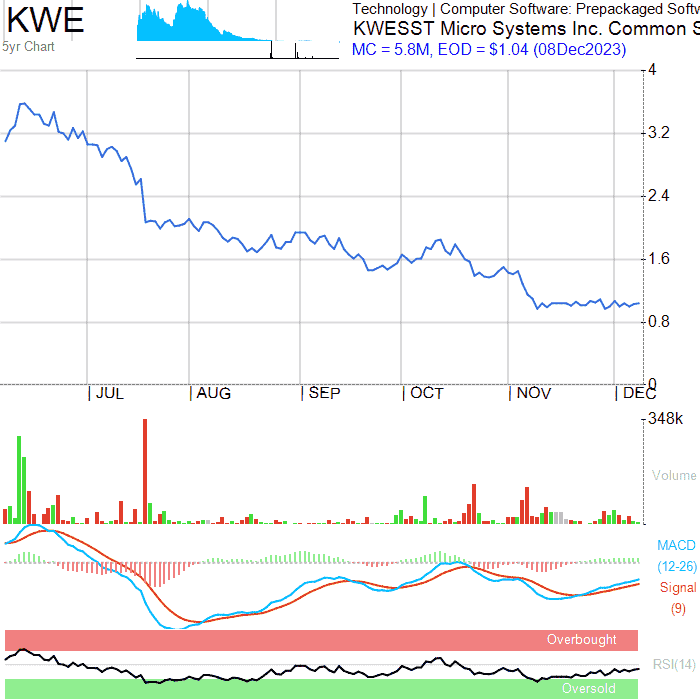 KWE
5yr Chart
Technology | Computer Software: Prepackaged Softw
KWESST Micro Systems Inc. Common S
MC = 5.8M, EOD = $1.04 (08Dec2023)
4
3.2
2.4
1.6
0.8
0
JUL AUG SEP OCT NOV DEC
348k
Volume
MACD
(12-26)
Signal
(9)
Overbought
RSI(14)
Oversold